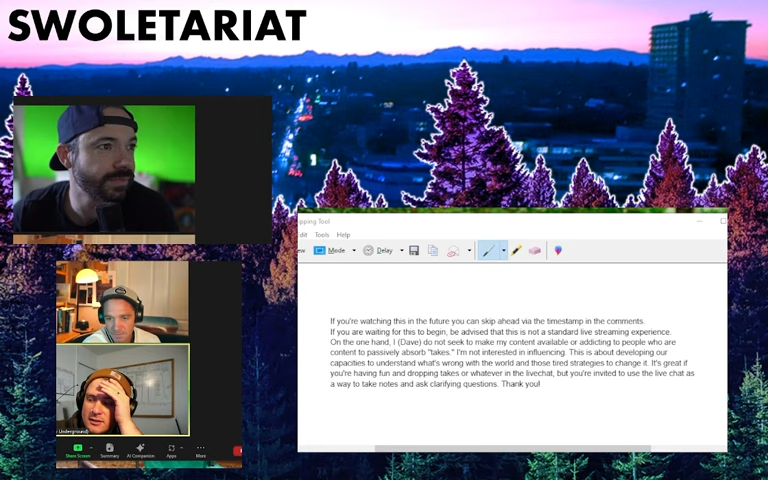 SWOLETARIAT
pping Tool
Edit Tools Help
ew Mode Delay
If you're watching this in the future you can skip ahead via the timestamp in the comments.
If you are waiting for this to begin, be advised that this is not a standard live streaming experience.
On the one hand, I (Dave) do not seek to make my content available or addicting to people who are
content to passively absorb "takes." I'm not interested in influencing. This is about developing our
capacities to understand what's wrong with the world and those tired strategies to change it. It's great if
you're having fun and dropping takes or whatever in the livechat, but you're invited to use the live chat as
a way to take notes and ask clarifying questions. Thank you!
Underground)
Share Screen Summary AI Companion Apps More